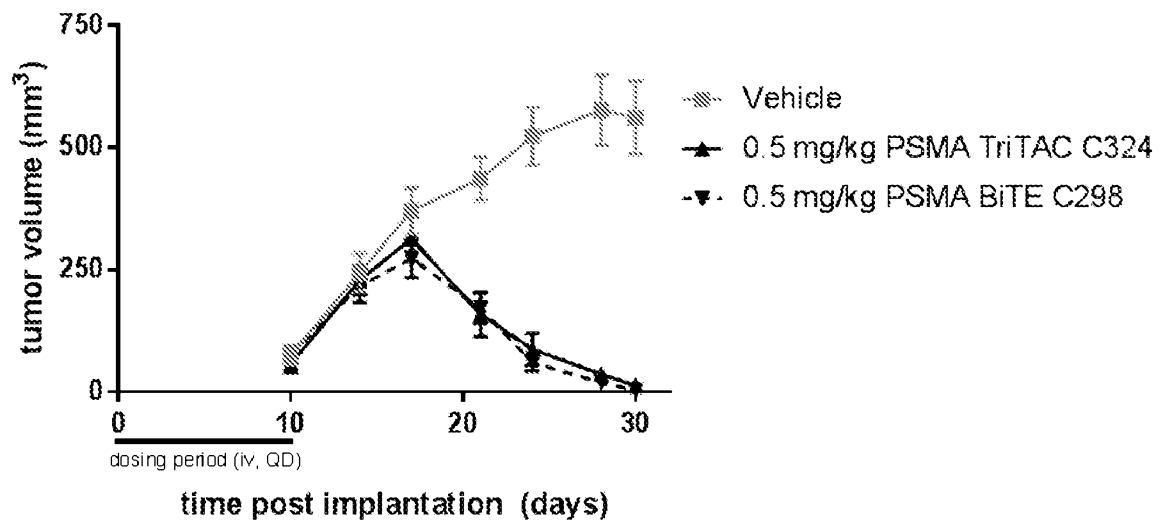 750
500
250
0
tumor volume (mm³)
Vehicle
0.5 mg/kg PSMA TriTAC C324
0.5 mg/kg PSMA BiTE C298
0 10 20 30
dosing period (iv, QD)
time post implantation (days)